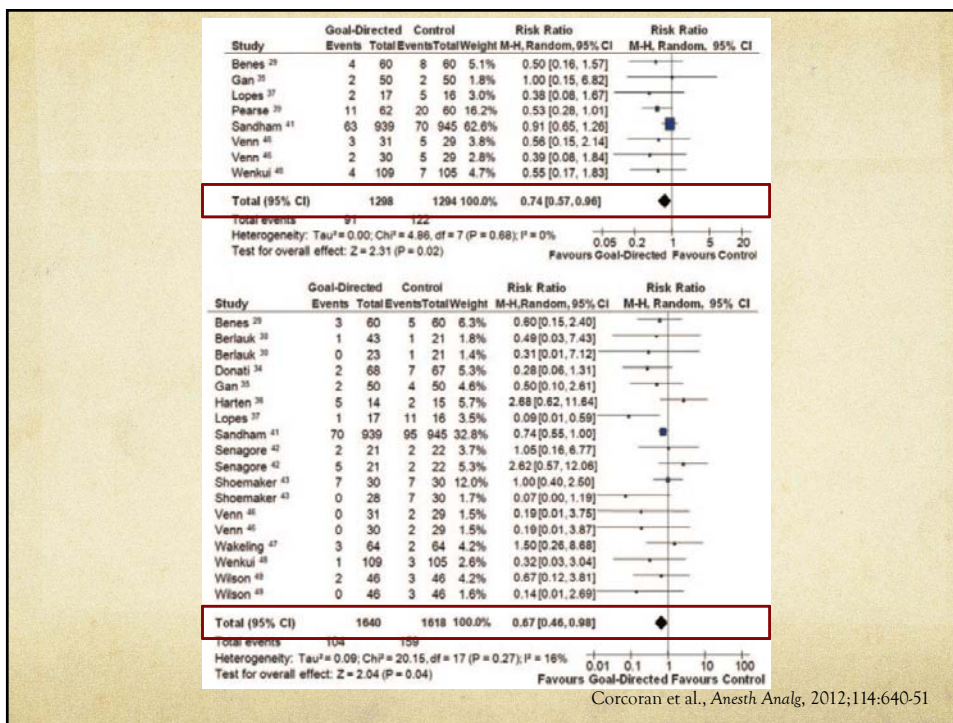 Goal-Directed Control Risk Ratio Risk Ratio
Study Events Total Events Total Weight M-H, Random, 95% CI M-H, Random, 95% CI
Benes 29 4 60 8 60 5.1% 0.50 [0.16, 1.57]
Gan 35 2 50 2 50 1.8% 1.00 [0.15, 6.82]
Lopes 37 2 17 5 16 3.0% 0.38 [0.08, 1.67]
Pearse 39 11 62 20 60 16.2% 0.53 [0.28, 1.01]
Sandham 41 63 939 70 945 62.6% 0.91 [0.65, 1.26]
Venn 46 3 31 5 29 3.8% 0.56 [0.15, 2.14]
Venn 46 2 30 5 29 2.8% 0.39 [0.08, 1.84]
Wenkui 48 4 109 7 105 4.7% 0.55 [0.17, 1.83]
Total (95% CI) 1298 1294 100.0% 0.74 [0.57, 0.96]
Total events 91 122
Heterogeneity: Tau² = 0.00; Chi² = 4.86, df = 7 (P = 0.68); I² = 0%
Test for overall effect: Z = 2.31 (P = 0.02)
0.05 0.2 1 5 20
Favours Goal-Directed Favours Control
Goal-Directed Control Risk Ratio Risk Ratio
Study Events Total Events Total Weight M-H,Random,95% CI M-H, Random, 95% CI
Benes 29 3 60 5 60 6.3% 0.60 [0.15, 2.40]
Berlauk 30 1 43 1 21 1.8% 0.49 [0.03, 7.43]
Berlauk 30 0 23 1 21 1.4% 0.31 [0.01, 7.12]
Donati 34 2 68 7 67 5.3% 0.28 [0.06, 1.31]
Gan 35 2 50 4 50 4.6% 0.50 [0.10, 2.61]
Harten 36 5 14 2 15 5.7% 2.68 [0.62, 11.64]
Lopes 37 1 17 11 16 3.5% 0.09 [0.01, 0.59]
Sandham 41 70 939 95 945 32.8% 0.74 [0.55, 1.00]
Senagore 42 2 21 2 22 3.7% 1.05 [0.16, 6.77]
Senagore 42 5 21 2 22 5.3% 2.62 [0.57, 12.06]
Shoemaker 43 7 30 7 30 12.0% 1.00 [0.40, 2.50]
Shoemaker 43 0 28 7 30 1.7% 0.07 [0.00, 1.19]
Venn 46 0 31 2 29 1.5% 0.19 [0.01, 3.75]
Venn 46 0 30 2 29 1.5% 0.19 [0.01, 3.87]
Wakeling 47 3 64 2 64 4.2% 1.50 [0.26, 8.68]
Wenkui 48 1 109 3 105 2.6% 0.32 [0.03, 3.04]
Wilson 49 2 46 3 46 4.2% 0.67 [0.12, 3.81]
Wilson 49 0 46 3 46 1.6% 0.14 [0.01, 2.69]
Total (95% CI) 1640 1618 100.0% 0.67 [0.46, 0.98]
Total events 104 159
Heterogeneity: Tau² = 0.09; Chi² = 20.15, df = 17 (P = 0.27); I² = 16%
Test for overall effect: Z = 2.04 (P = 0.04)
0.01 0.1 1 10 100
Favours Goal-Directed Favours Control
Corcoran et al., Anesth Analg, 2012;114:640-51